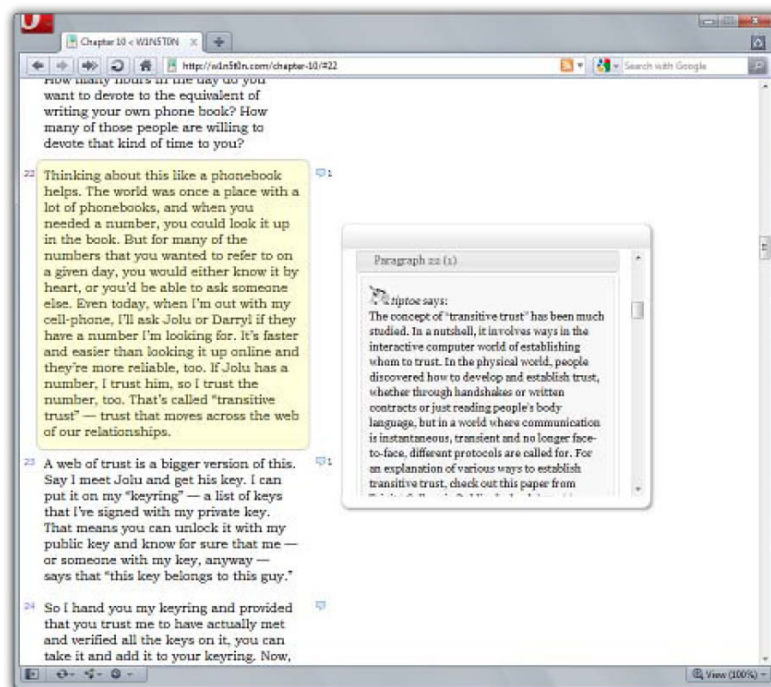 Chapter 10 < W1N5T0N
http://w1n5t0n.com/chapter-10/#22
Search with Google
How many hours in the day do you
want to devote to the equivalent of
writing your own phone book? How
many of those people are willing to
devote that kind of time to you?
22 Thinking about this like a phonebook 1
helps. The world was once a place with a
lot of phonebooks, and when you
needed a number, you could look it up
in the book. But for many of the
numbers that you wanted to refer to on
a given day, you would either know it by
heart, or you'd be able to ask someone
else. Even today, when I'm out with my
cell-phone, I'll ask Jolu or Darryl if they
have a number I'm looking for. It's faster
and easier than looking it up online and
they're more reliable, too. If Jolu has a
number, I trust him, so I trust the
number, too. That's called “transitive
trust” — trust that moves across the web
of our relationships.
23 A web of trust is a bigger version of this. 1
Say I meet Jolu and get his key. I can
put it on my “keyring” — a list of keys
that I've signed with my private key.
That means you can unlock it with my
public key and know for sure that me —
or someone with my key, anyway —
says that “this key belongs to this guy.”
24 So I hand you my keyring and provided
that you trust me to have actually met
and verified all the keys on it, you can
take it and add it to your keyring. Now,
Paragraph 22 (1)
tiptoe says:
The concept of “transitive trust” has been much
studied. In a nutshell, it involves ways in the
interactive computer world of establishing
whom to trust. In the physical world, people
discovered how to develop and establish trust,
whether through handshakes or written
contracts or just reading people's body
language, but in a world where communication
is instantaneous, transient and no longer face-
to-face, different protocols are called for. For
an explanation of various ways to establish
transitive trust, check out this paper from
View (100%)